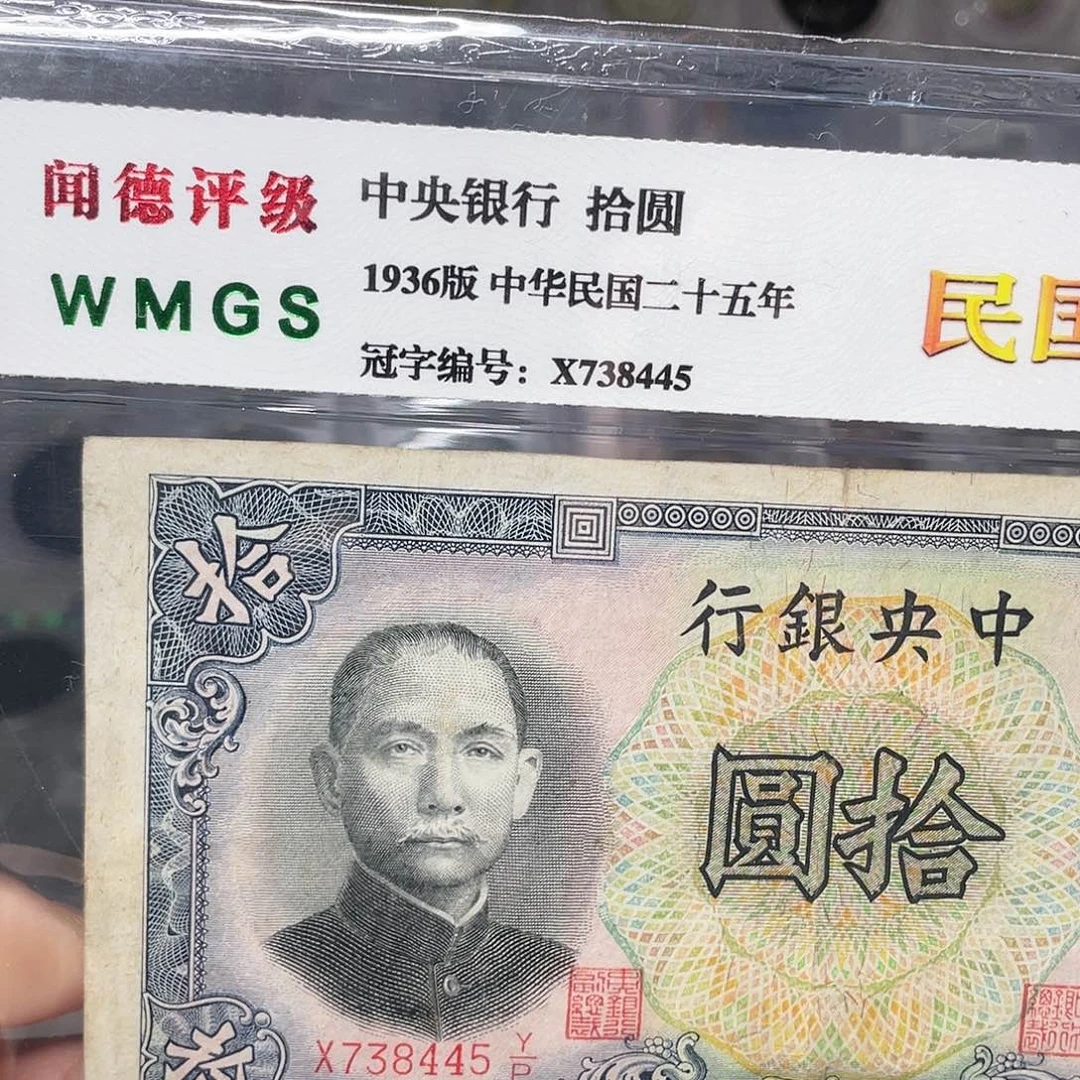 闻德评级
WMGS
中央银行 拾圆
1936版 中华民国二十五年
冠字编号：X738445
民国
拾
行銀央中
圓拾
X738445 Y/P
拾